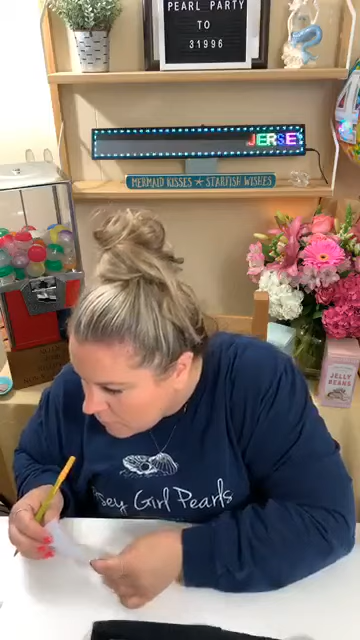 PEARL PARTY
TO
31996
JERSE
MERMAID KISSES ★ STARFISH WISHES
sey Girl Pearls
JELLY
BEANS